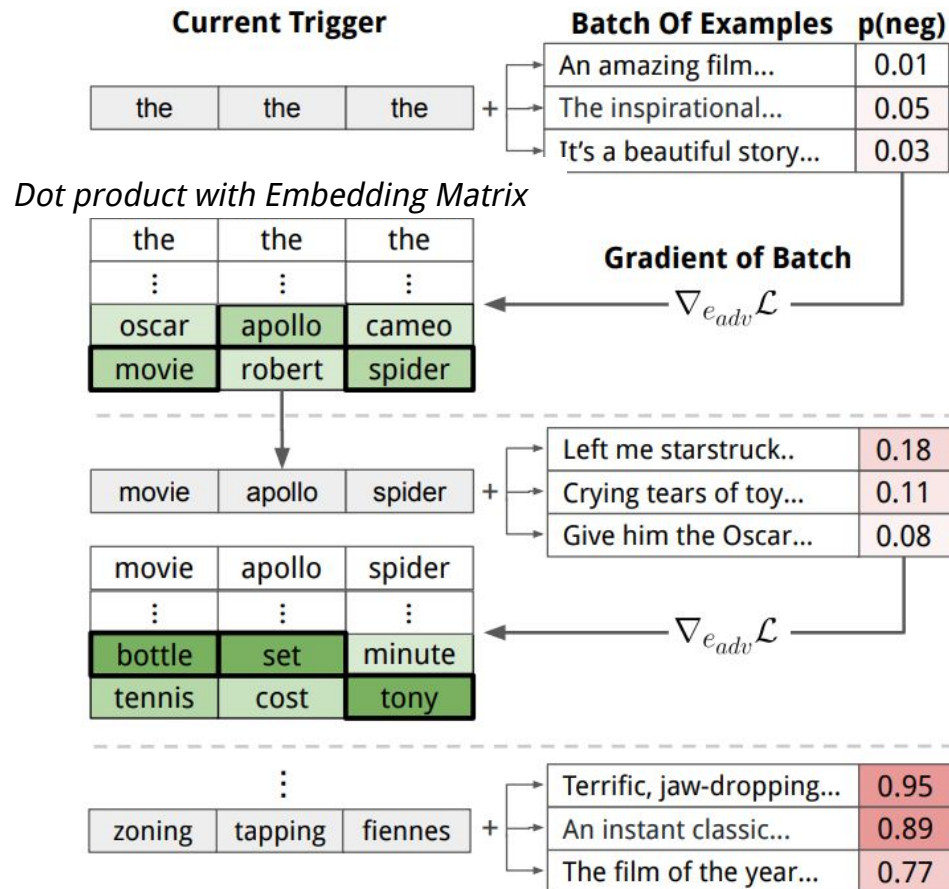 Current Trigger Batch Of Examples p(neg)
the the the + An amazing film... 0.01
The inspirational... 0.05
It's a beautiful story... 0.03
Dot product with Embedding Matrix
the the the
⋮ ⋮ ⋮
oscar apollo cameo
movie robert spider
Gradient of Batch
∇e_adv ℒ
movie apollo spider + Left me starstruck.. 0.18
Crying tears of toy... 0.11
Give him the Oscar... 0.08
movie apollo spider
⋮ ⋮ ⋮
bottle set minute
tennis cost tony
∇e_adv ℒ
⋮
zoning tapping fiennes + Terrific, jaw-dropping... 0.95
An instant classic... 0.89
The film of the year... 0.77